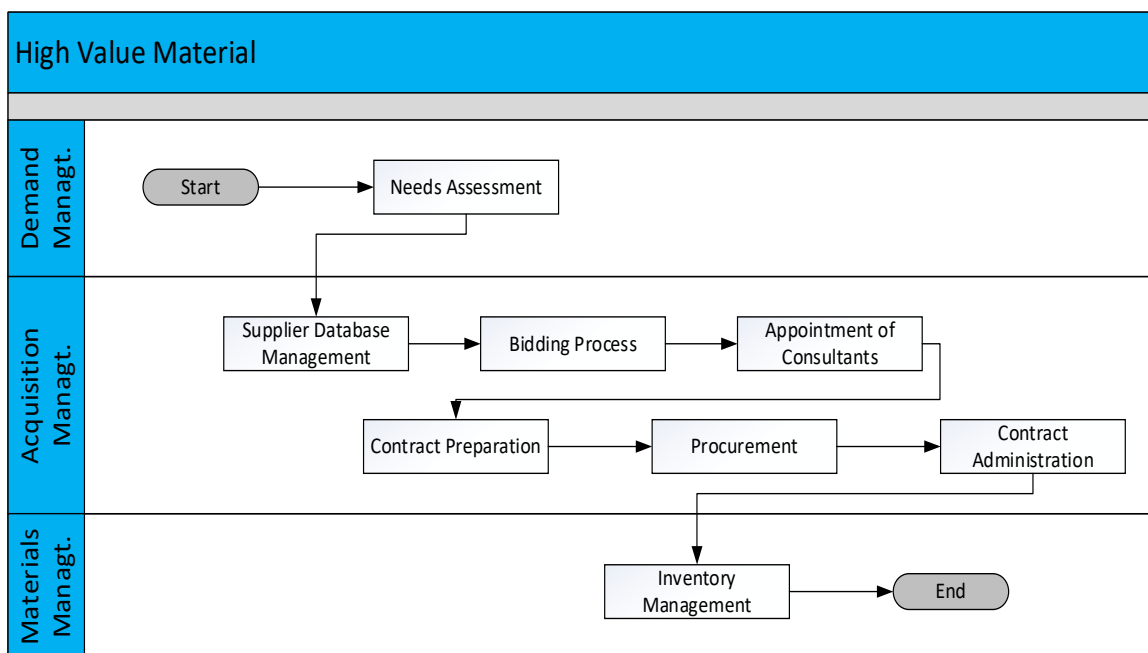 High Value Material
Demand
Managt.
Start
Needs Assessment
Acquisition
Managt.
Supplier Database
Management
Bidding Process
Appointment of
Consultants
Contract Preparation
Procurement
Contract
Administration
Materials
Managt.
Inventory
Management
End